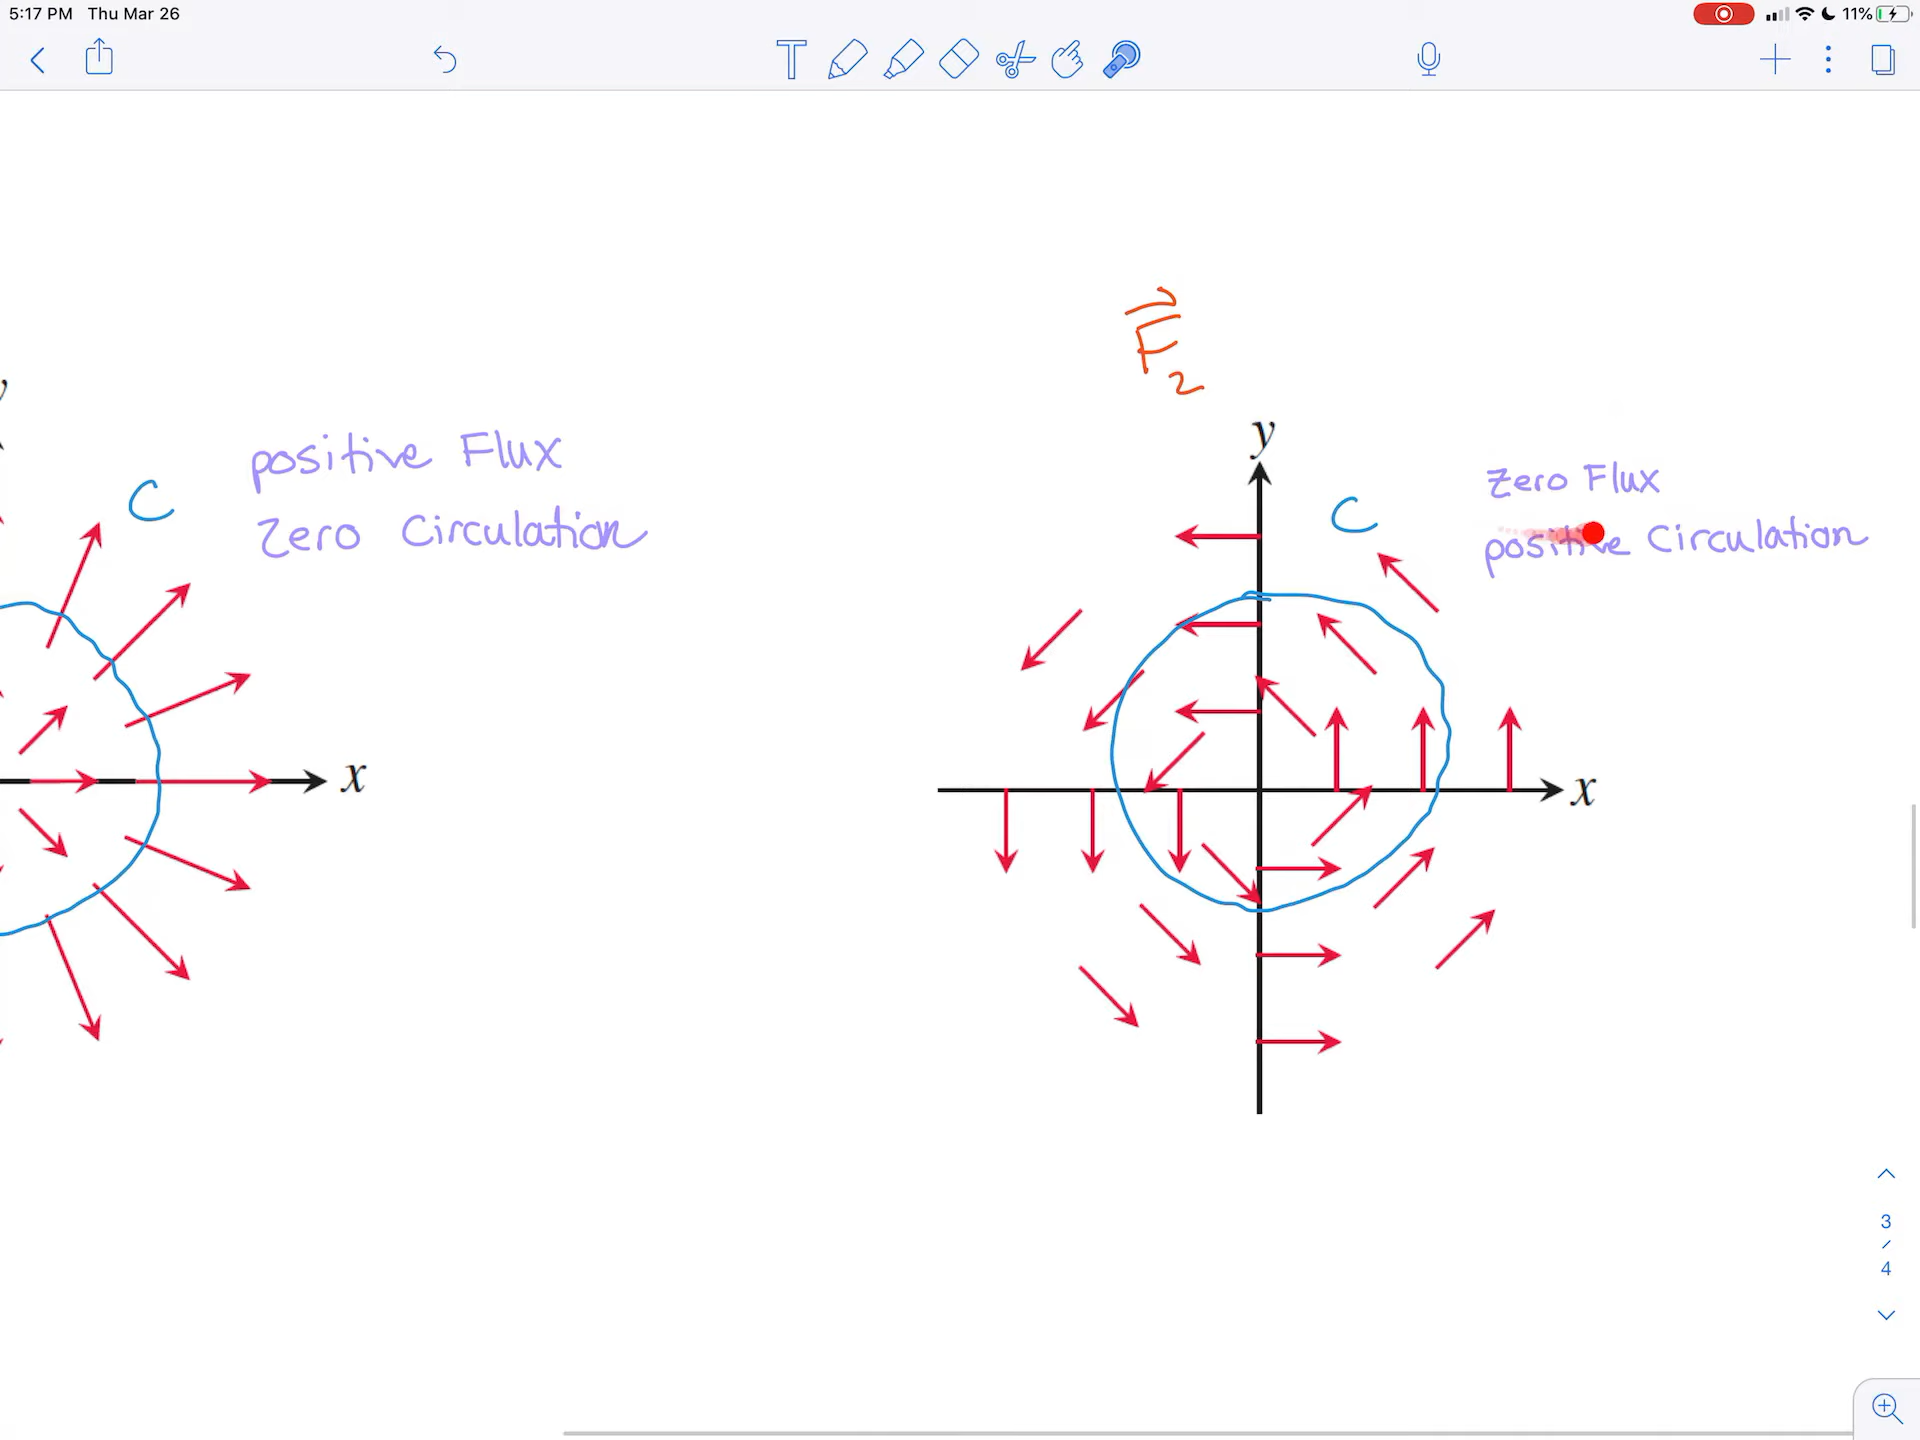 5:17 PM Thu Mar 26
11%
T
F₂
y
C
positive Flux
Zero Circulation
x
y
C
Zero Flux
positive Circulation
x
3
/
4